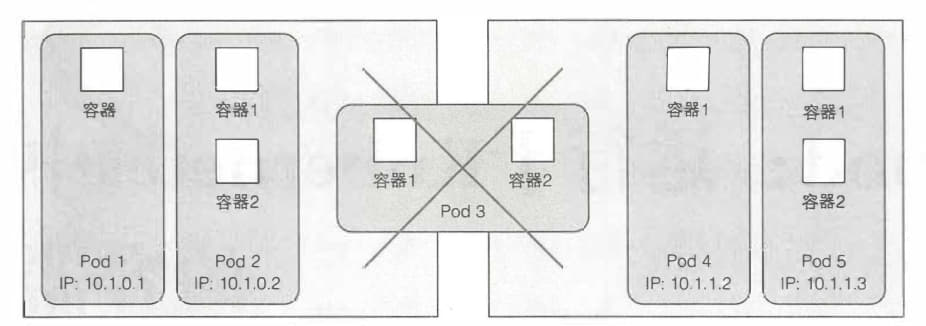 容器
Pod 1
IP: 10.1.0.1
容器1
容器2
Pod 2
IP: 10.1.0.2
容器1
容器2
Pod 3
容器1
Pod 4
IP: 10.1.1.2
容器1
容器2
Pod 5
IP: 10.1.1.3